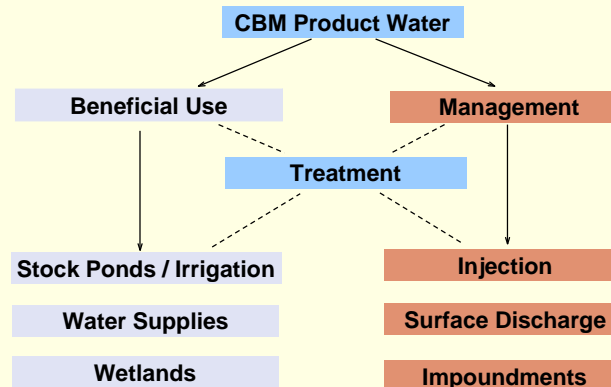 CBM Product Water
Beneficial Use
Management
Treatment
Stock Ponds / Irrigation
Injection
Water Supplies
Surface Discharge
Wetlands
Impoundments